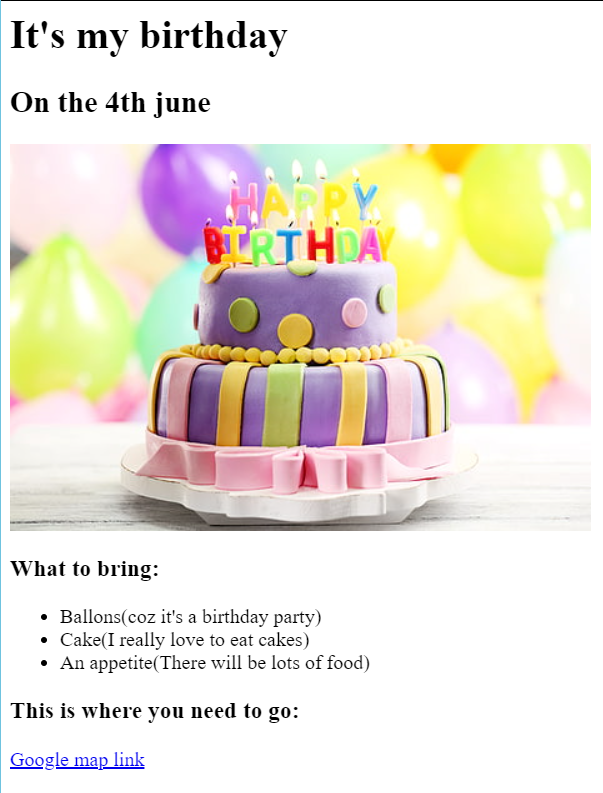 It's my birthday
On the 4th june
HAPPY
BIRTHDAY
What to bring:
Ballons(coz it's a birthday party)
Cake(I really love to eat cakes)
An appetite(There will be lots of food)
This is where you need to go:
Google map link